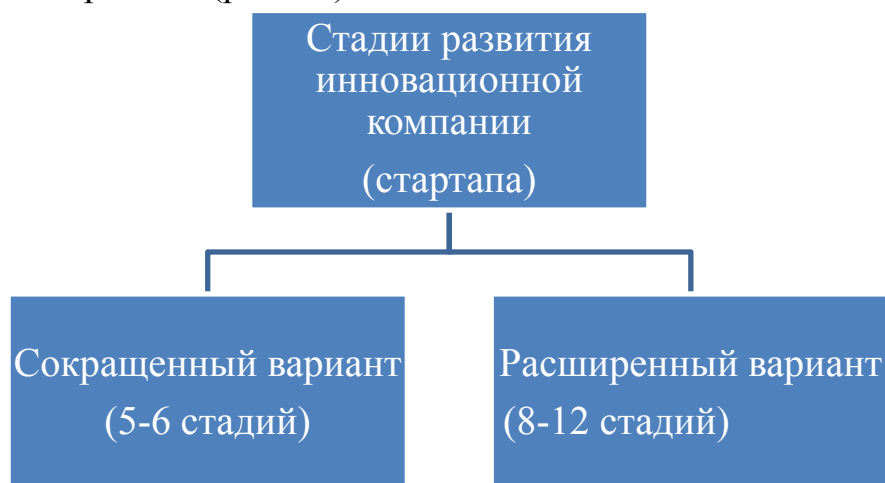 Стадии развития
инновационной
компании
(стартапа)
Сокращенный вариант
(5-6 стадий)
Расширенный вариант
(8-12 стадий)